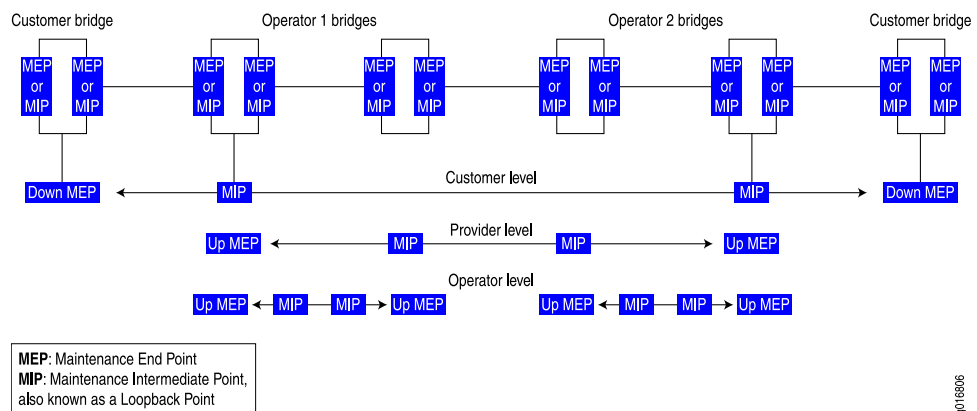 Customer bridge Operator 1 bridges Operator 2 bridges Customer bridge
MEP MEP MEP MEP MEP MEP MEP MEP MEP MEP MEP MEP
or or or or or or or or or or or or
MIP MIP MIP MIP MIP MIP MIP MIP MIP MIP MIP MIP
Customer level
Down MEP MIP MIP Down MEP
Provider level
Up MEP MIP MIP Up MEP
Operator level
Up MEP MIP MIP Up MEP Up MEP MIP MIP Up MEP
MEP: Maintenance End Point
MIP: Maintenance Intermediate Point,
also known as a Loopback Point